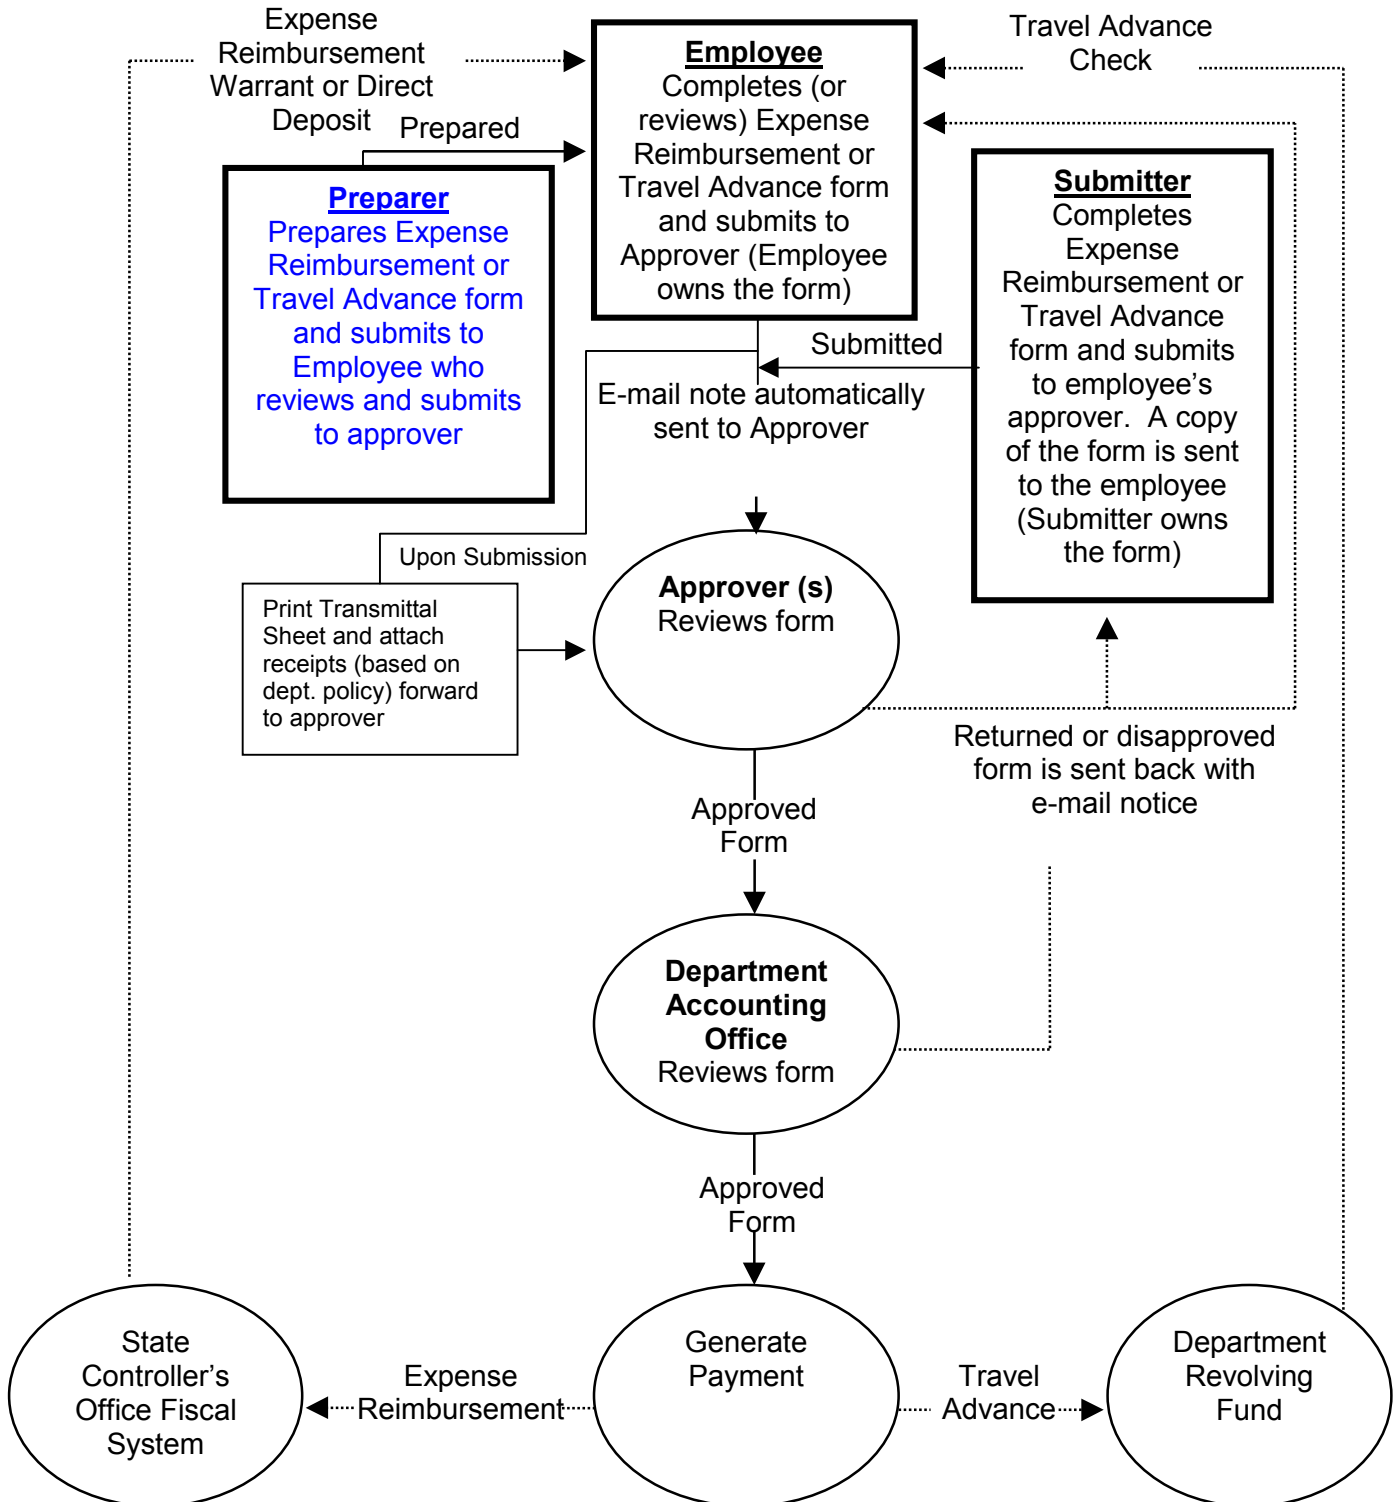 Expense
Reimbursement
Warrant or Direct
Deposit
Prepared
Employee
Completes (or
reviews) Expense
Reimbursement or
Travel Advance form
and submits to
Approver (Employee
owns the form)
Travel Advance
Check
Preparer
Prepares Expense
Reimbursement or
Travel Advance form
and submits to
Employee who
reviews and submits
to approver
Submitter
Completes
Expense
Reimbursement or
Travel Advance
form and submits
to employee’s
approver.  A copy
of the form is sent
to the employee
(Submitter owns
the form)
Submitted
E-mail note automatically
sent to Approver
Upon Submission
Print Transmittal
Sheet and attach
receipts (based on
dept. policy) forward
to approver
Approver (s)
Reviews form
Returned or disapproved
form is sent back with
e-mail notice
Approved
Form
Department
Accounting
Office
Reviews form
Approved
Form
State
Controller’s
Office Fiscal
System
Expense
Reimbursement
Generate
Payment
Travel
Advance
Department
Revolving
Fund